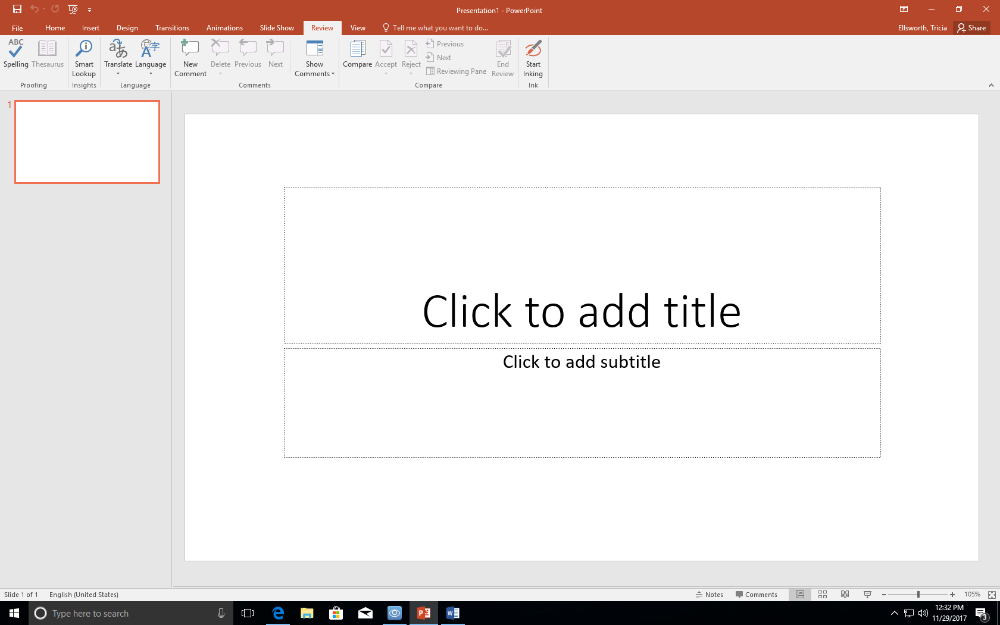 Presentation1 - PowerPoint
File Home Insert Design Transitions Animations Slide Show Review View Tell me what you want to do... Ellsworth, Tricia Share
ABC
Spelling Thesaurus
Proofing
Smart
Lookup
Insights
Translate Language
Language
New
Comment
Delete Previous Next
Show
Comments
Comments
Compare Accept Reject
Previous
Next
Reviewing Pane
End
Review
Compare
Start
Inking
Ink
1
Click to add title
Click to add subtitle
Slide 1 of 1 English (United States) Notes Comments 105%
Type here to search
12:32 PM
11/29/2017
3